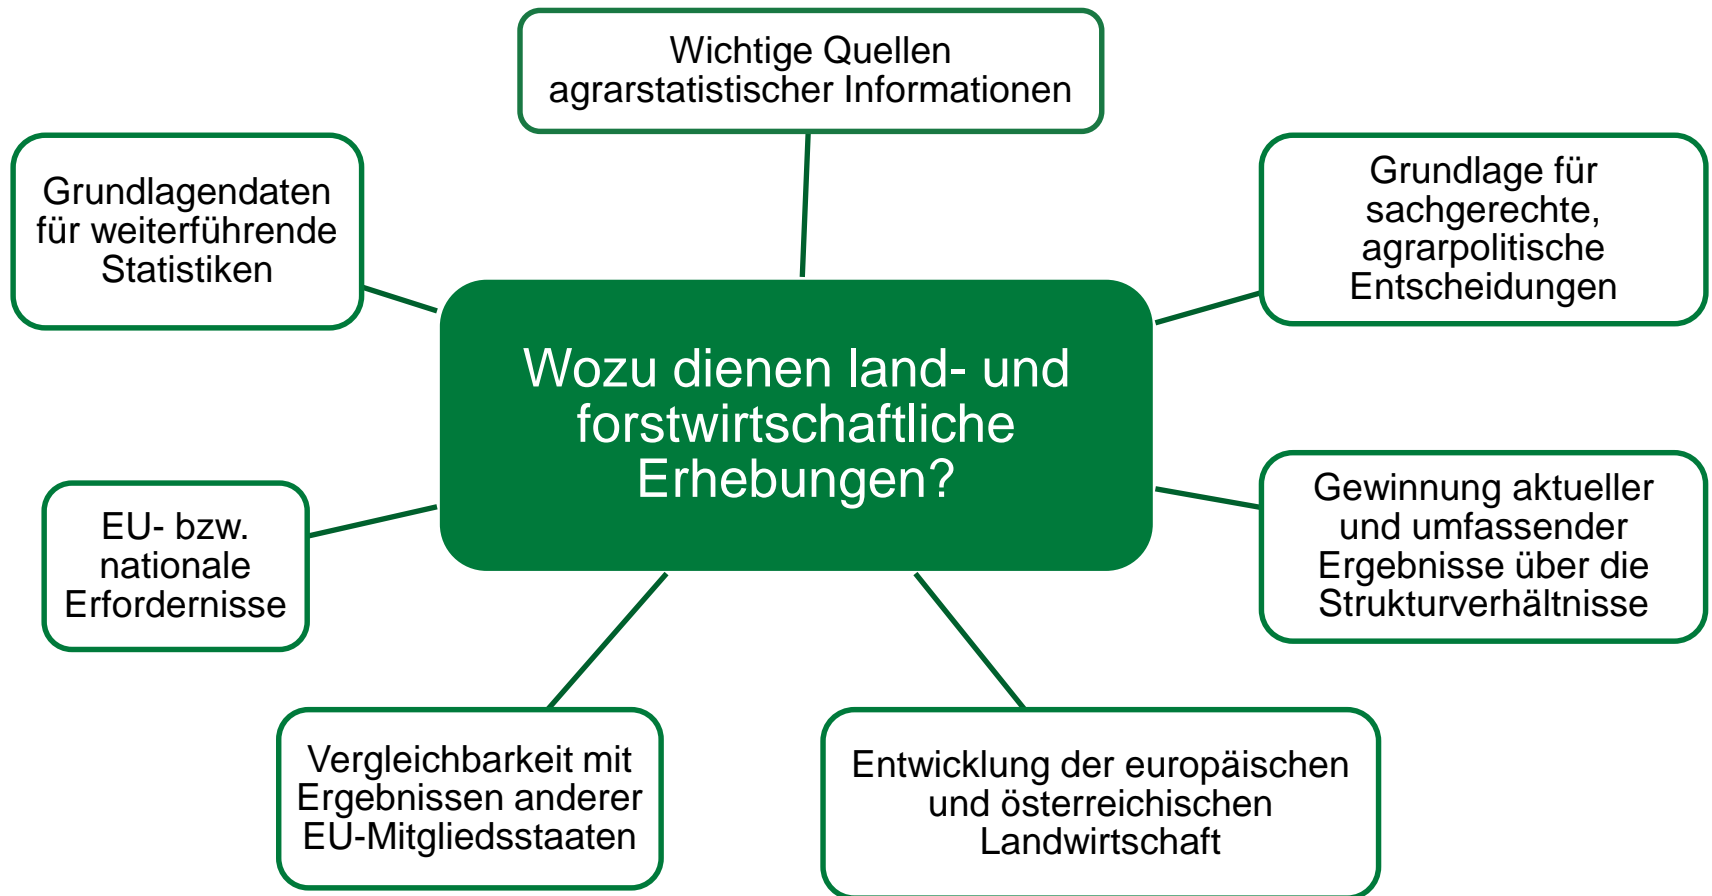 Wichtige Quellen
agrarstatistischer Informationen
Grundlagendaten
für weiterführende
Statistiken
Grundlage für
sachgerechte,
agrarpolitische
Entscheidungen
Wozu dienen land- und
forstwirtschaftliche
Erhebungen?
EU- bzw.
nationale
Erfordernisse
Gewinnung aktueller
und umfassender
Ergebnisse über die
Strukturverhältnisse
Vergleichbarkeit mit
Ergebnissen anderer
EU-Mitgliedsstaaten
Entwicklung der europäischen
und österreichischen
Landwirtschaft